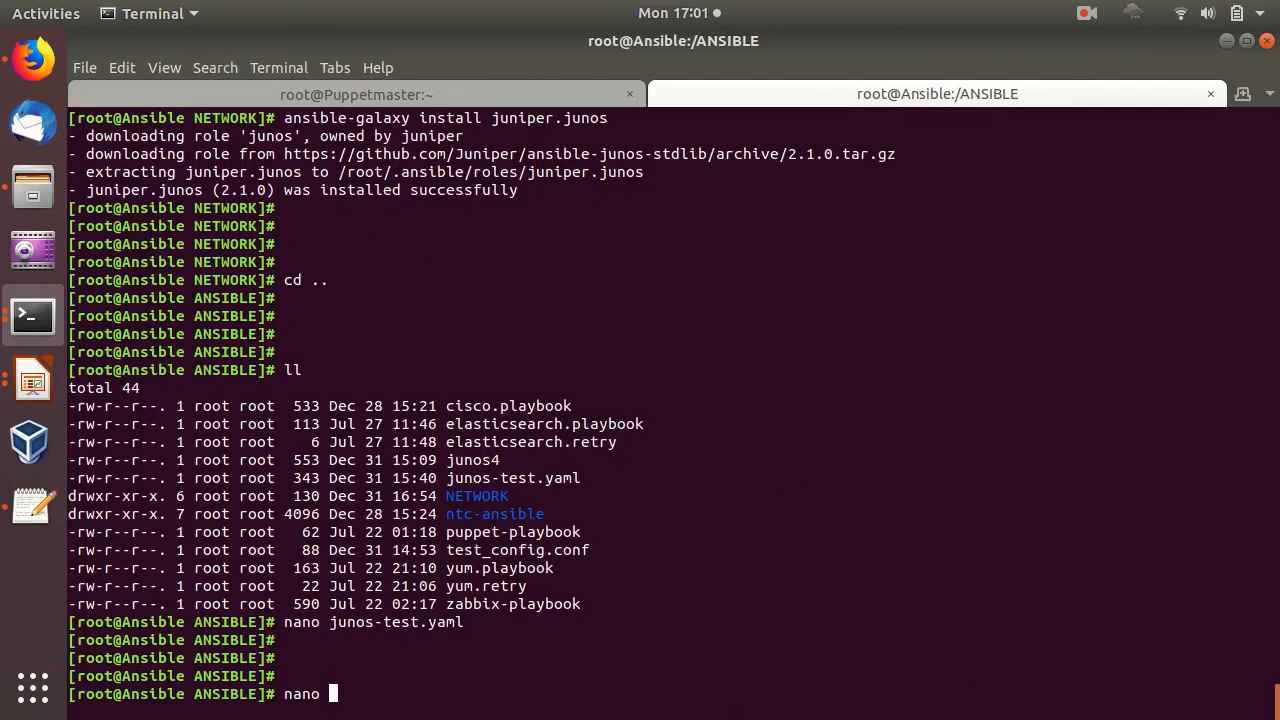 Activities Terminal Mon 17:01
root@Ansible:/ANSIBLE
File Edit View Search Terminal Tabs Help
root@Puppetmaster:~ × root@Ansible:/ANSIBLE ×
[root@Ansible NETWORK]# ansible-galaxy install juniper.junos
- downloading role 'junos', owned by juniper
- downloading role from https://github.com/Juniper/ansible-junos-stdlib/archive/2.1.0.tar.gz
- extracting juniper.junos to /root/.ansible/roles/juniper.junos
- juniper.junos (2.1.0) was installed successfully
[root@Ansible NETWORK]#
[root@Ansible NETWORK]#
[root@Ansible NETWORK]#
[root@Ansible NETWORK]#
[root@Ansible NETWORK]# cd ..
[root@Ansible ANSIBLE]#
[root@Ansible ANSIBLE]#
[root@Ansible ANSIBLE]#
[root@Ansible ANSIBLE]#
[root@Ansible ANSIBLE]# ll
total 44
-rw-r--r--. 1 root root  533 Dec 28 15:21 cisco.playbook
-rw-r--r--. 1 root root  113 Jul 27 11:46 elasticsearch.playbook
-rw-r--r--. 1 root root    6 Jul 27 11:48 elasticsearch.retry
-rw-r--r--. 1 root root  553 Dec 31 15:09 junos4
-rw-r--r--. 1 root root  343 Dec 31 15:40 junos-test.yaml
drwxr-xr-x. 6 root root  130 Dec 31 16:54 NETWORK
drwxr-xr-x. 7 root root 4096 Dec 28 15:24 ntc-ansible
-rw-r--r--. 1 root root   62 Jul 22 01:18 puppet-playbook
-rw-r--r--. 1 root root   88 Dec 31 14:53 test_config.conf
-rw-r--r--. 1 root root  163 Jul 22 21:10 yum.playbook
-rw-r--r--. 1 root root   22 Jul 22 21:06 yum.retry
-rw-r--r--. 1 root root  590 Jul 22 02:17 zabbix-playbook
[root@Ansible ANSIBLE]# nano junos-test.yaml
[root@Ansible ANSIBLE]#
[root@Ansible ANSIBLE]#
[root@Ansible ANSIBLE]#
[root@Ansible ANSIBLE]# nano